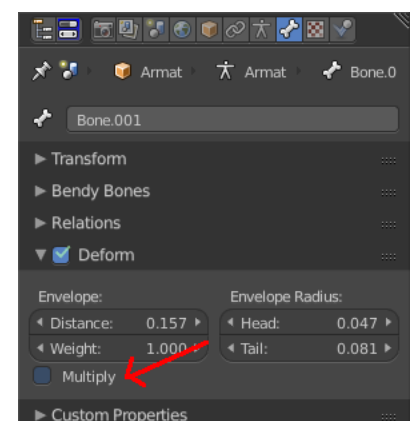 Armat Armat Bone.0
Bone.001
Transform
Bendy Bones
Relations
Deform
Envelope: Envelope Radius:
Distance: 0.157 Head: 0.047
Weight: 1.000 Tail: 0.081
Multiply
Custom Properties